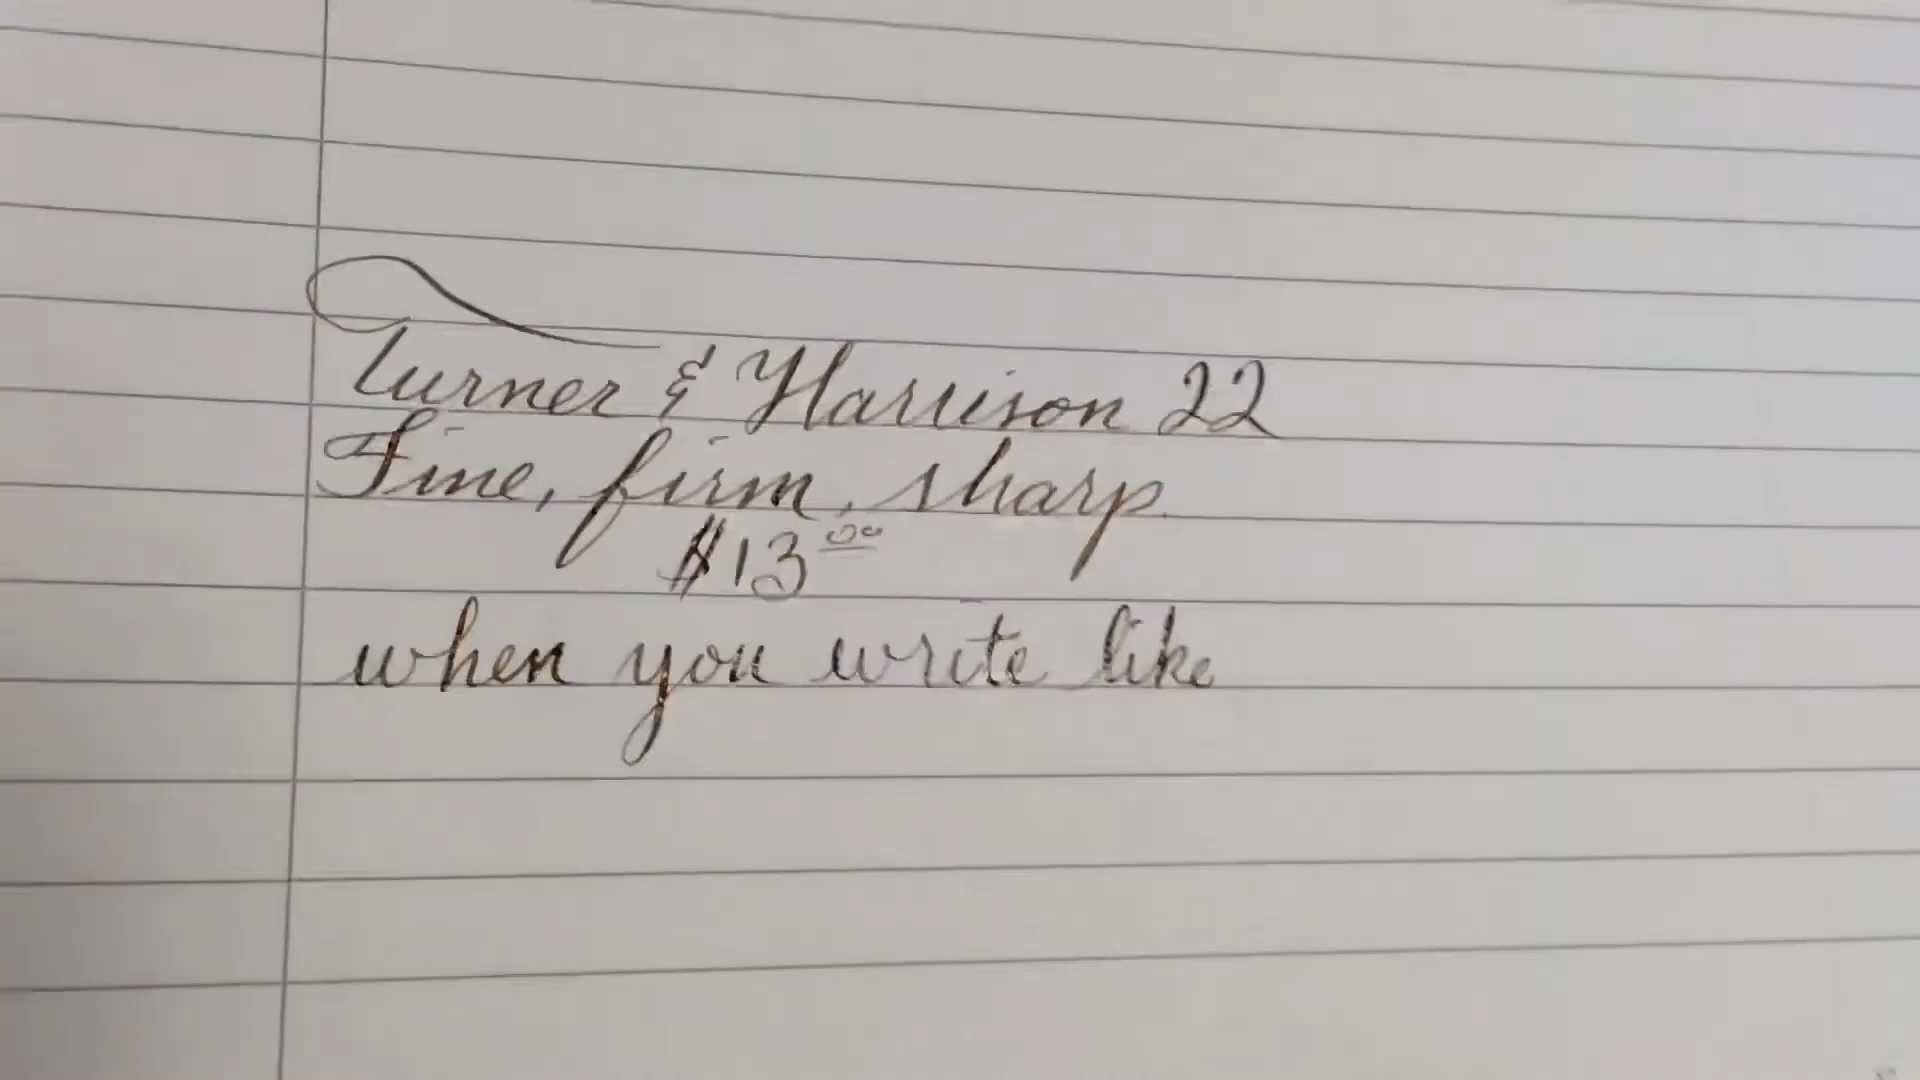 Turner & Harrison 22
Fine, firm, sharp.
$13.00
when you write like